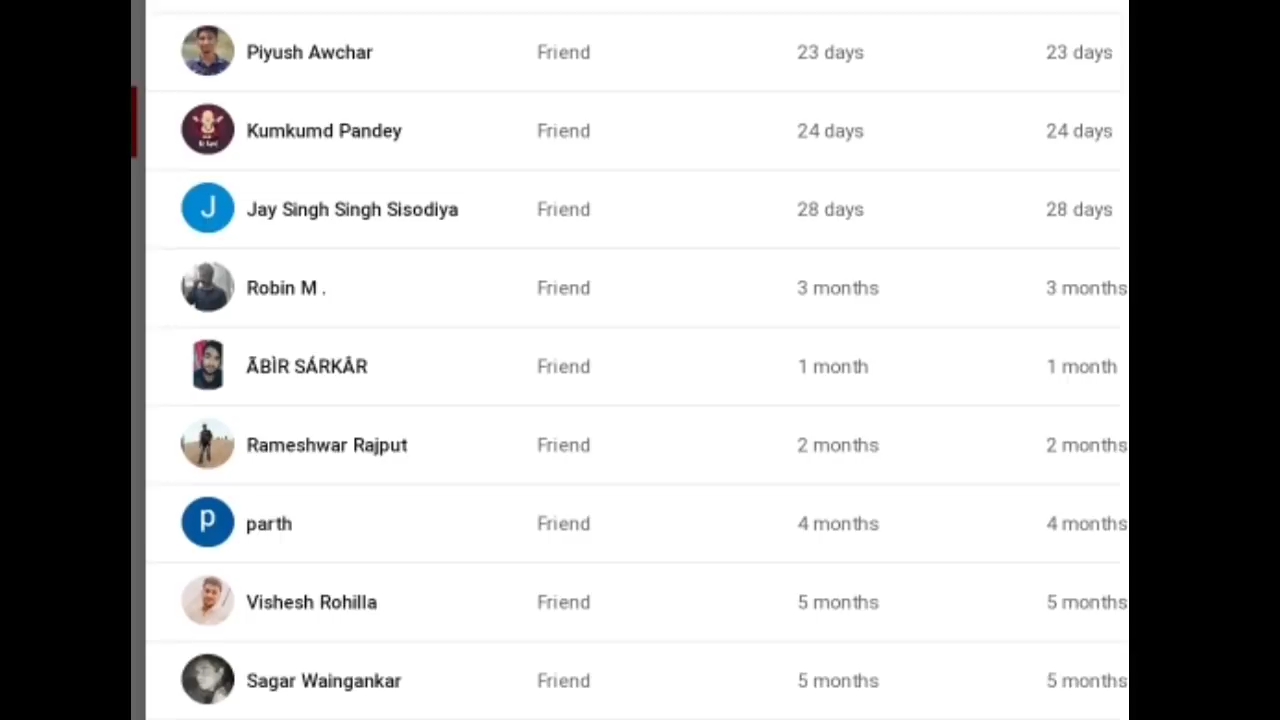 Piyush Awchar Friend 23 days 23 days
Kumkumd Pandey Friend 24 days 24 days
J Jay Singh Singh Sisodiya Friend 28 days 28 days
Robin M . Friend 3 months 3 months
ÃBÌR SÁRKÂR Friend 1 month 1 month
Rameshwar Rajput Friend 2 months 2 months
p parth Friend 4 months 4 months
Vishesh Rohilla Friend 5 months 5 months
Sagar Waingankar Friend 5 months 5 months